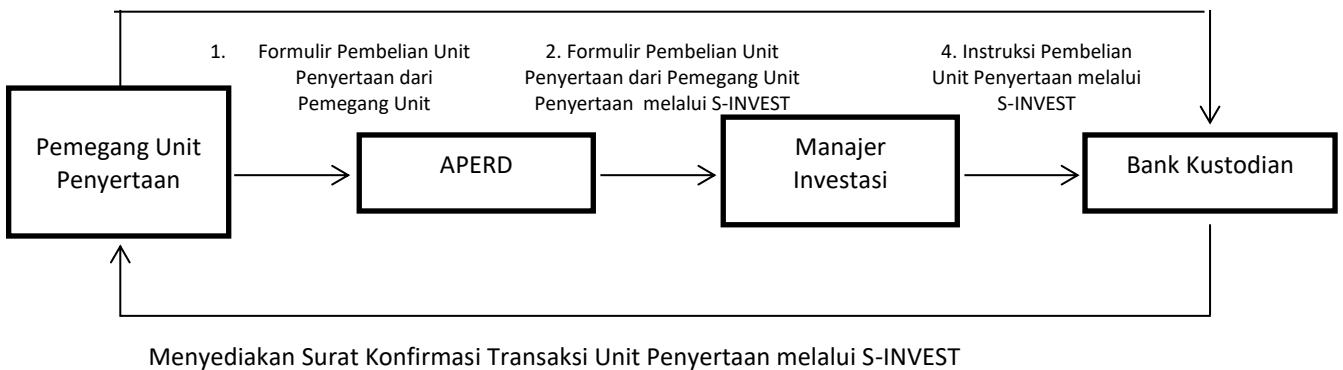 1. Formulir Pembelian Unit
Penyertaan dari
Pemegang Unit
2. Formulir Pembelian Unit
Penyertaan dari Pemegang Unit
Penyertaan melalui S-INVEST
4. Instruksi Pembelian
Unit Penyertaan melalui
S-INVEST
Pemegang Unit
Penyertaan
APERD
Manajer
Investasi
Bank Kustodian
Menyediakan Surat Konfirmasi Transaksi Unit Penyertaan melalui S-INVEST